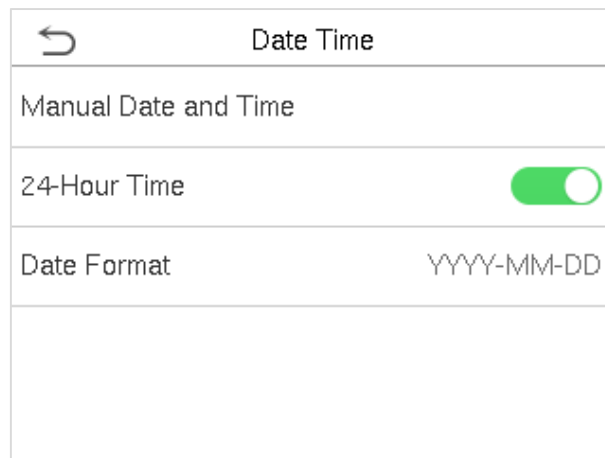 Date Time
Manual Date and Time
24-Hour Time
Date Format YYYY-MM-DD